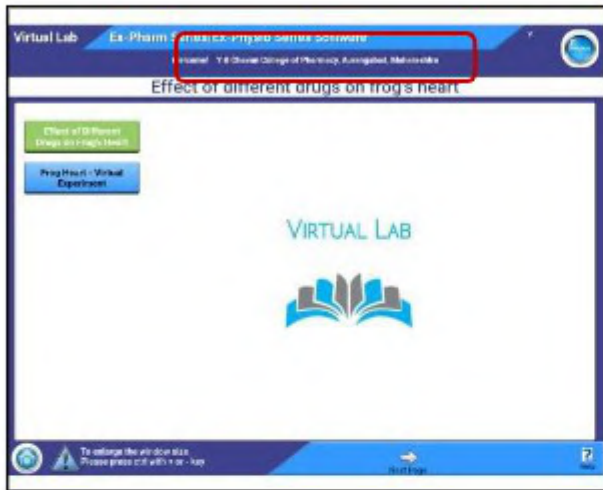 Virtual Lab
Ex-Pharm Series/Ex-Physio Series Software
Welcome! Y B Chavan College of Pharmacy, Aurangabad, Maharashtra
Effect of different drugs on frog's heart
Effect of Different
Drugs on Frog's Heart
Frog Heart - Virtual
Experiment
VIRTUAL LAB
To enlarge the window size
Please press ctrl with + or - key
Next Page
Help